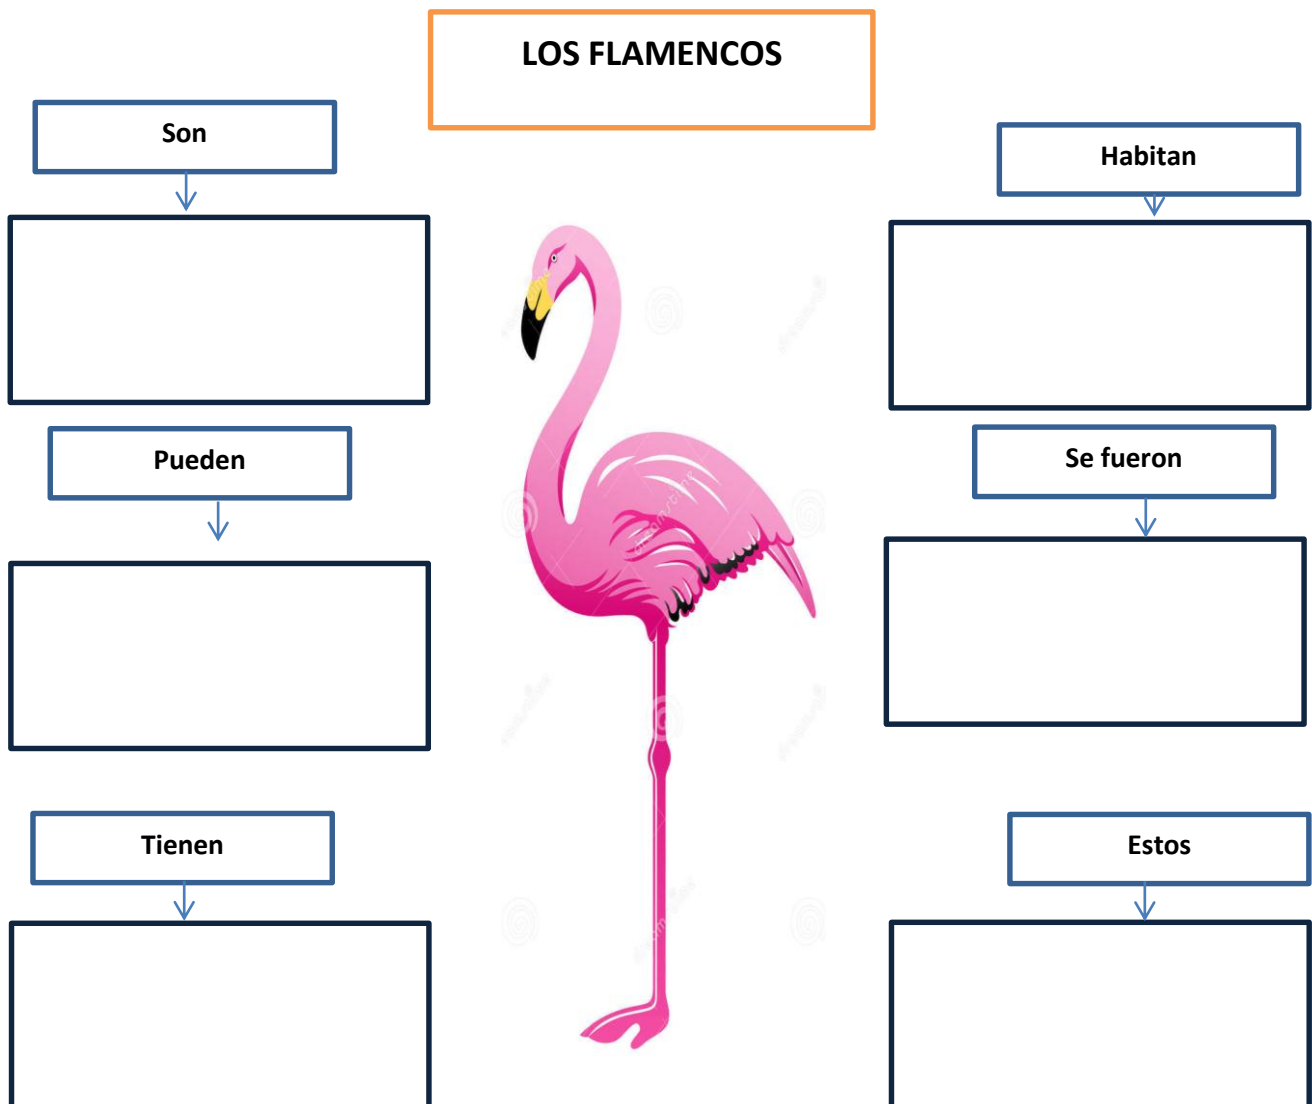 LOS FLAMENCOS
Son
Habitan
Pueden
Se fueron
Tienen
Estos